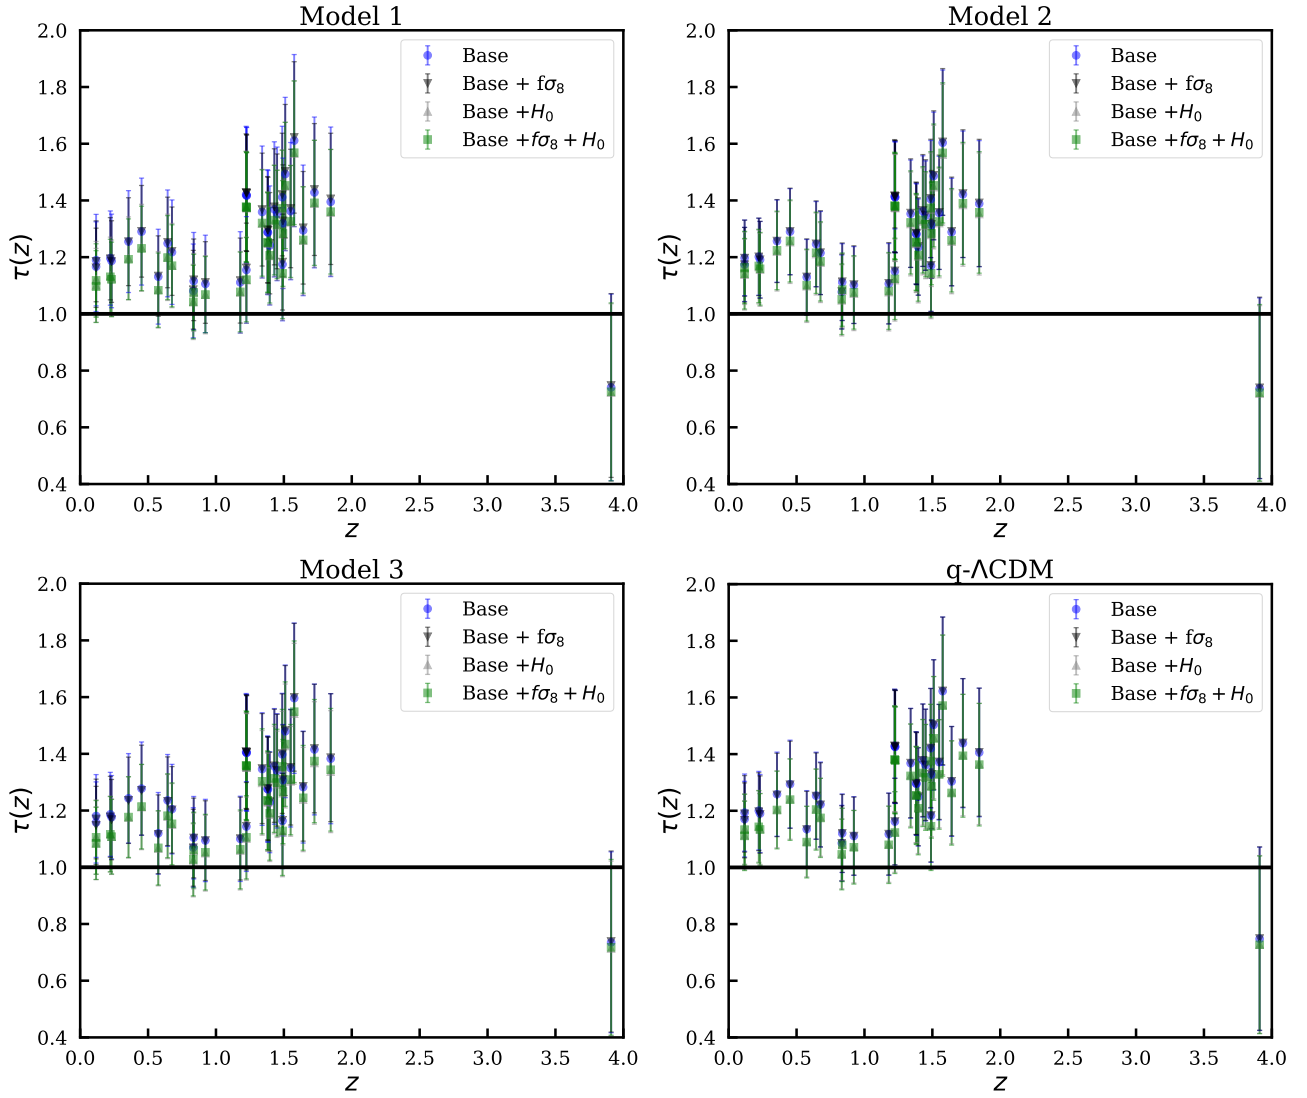 Model 1
2.0
1.8
1.6
1.4
1.2
1.0
0.8
0.6
0.4
τ(z)
Base
Base + fσ₈
Base +H₀
Base +fσ₈ + H₀
0.0 0.5 1.0 1.5 2.0 2.5 3.0 3.5 4.0
z
Model 2
2.0
1.8
1.6
1.4
1.2
1.0
0.8
0.6
0.4
τ(z)
Base
Base + fσ₈
Base +H₀
Base +fσ₈ + H₀
0.0 0.5 1.0 1.5 2.0 2.5 3.0 3.5 4.0
z
Model 3
2.0
1.8
1.6
1.4
1.2
1.0
0.8
0.6
0.4
τ(z)
Base
Base + fσ₈
Base +H₀
Base +fσ₈ + H₀
0.0 0.5 1.0 1.5 2.0 2.5 3.0 3.5 4.0
z
q-ΛCDM
2.0
1.8
1.6
1.4
1.2
1.0
0.8
0.6
0.4
τ(z)
Base
Base + fσ₈
Base +H₀
Base +fσ₈ + H₀
0.0 0.5 1.0 1.5 2.0 2.5 3.0 3.5 4.0
z